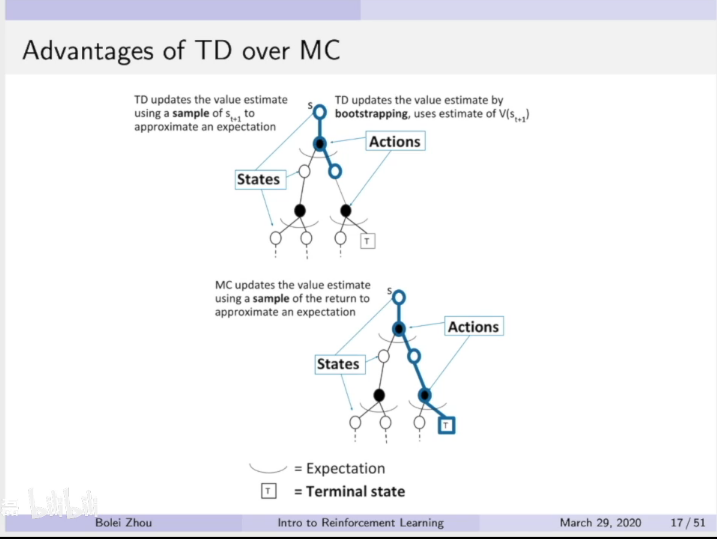 Advantages of TD over MC
TD updates the value estimate
using a sample of s_{t+1} to
approximate an expectation
s
TD updates the value estimate by
bootstrapping, uses estimate of V(s_{t+1})
Actions
States
T
MC updates the value estimate
using a sample of the return to
approximate an expectation
s
Actions
States
T
= Expectation
T = Terminal state
bilibili
Bolei Zhou Intro to Reinforcement Learning March 29, 2020 17 / 51